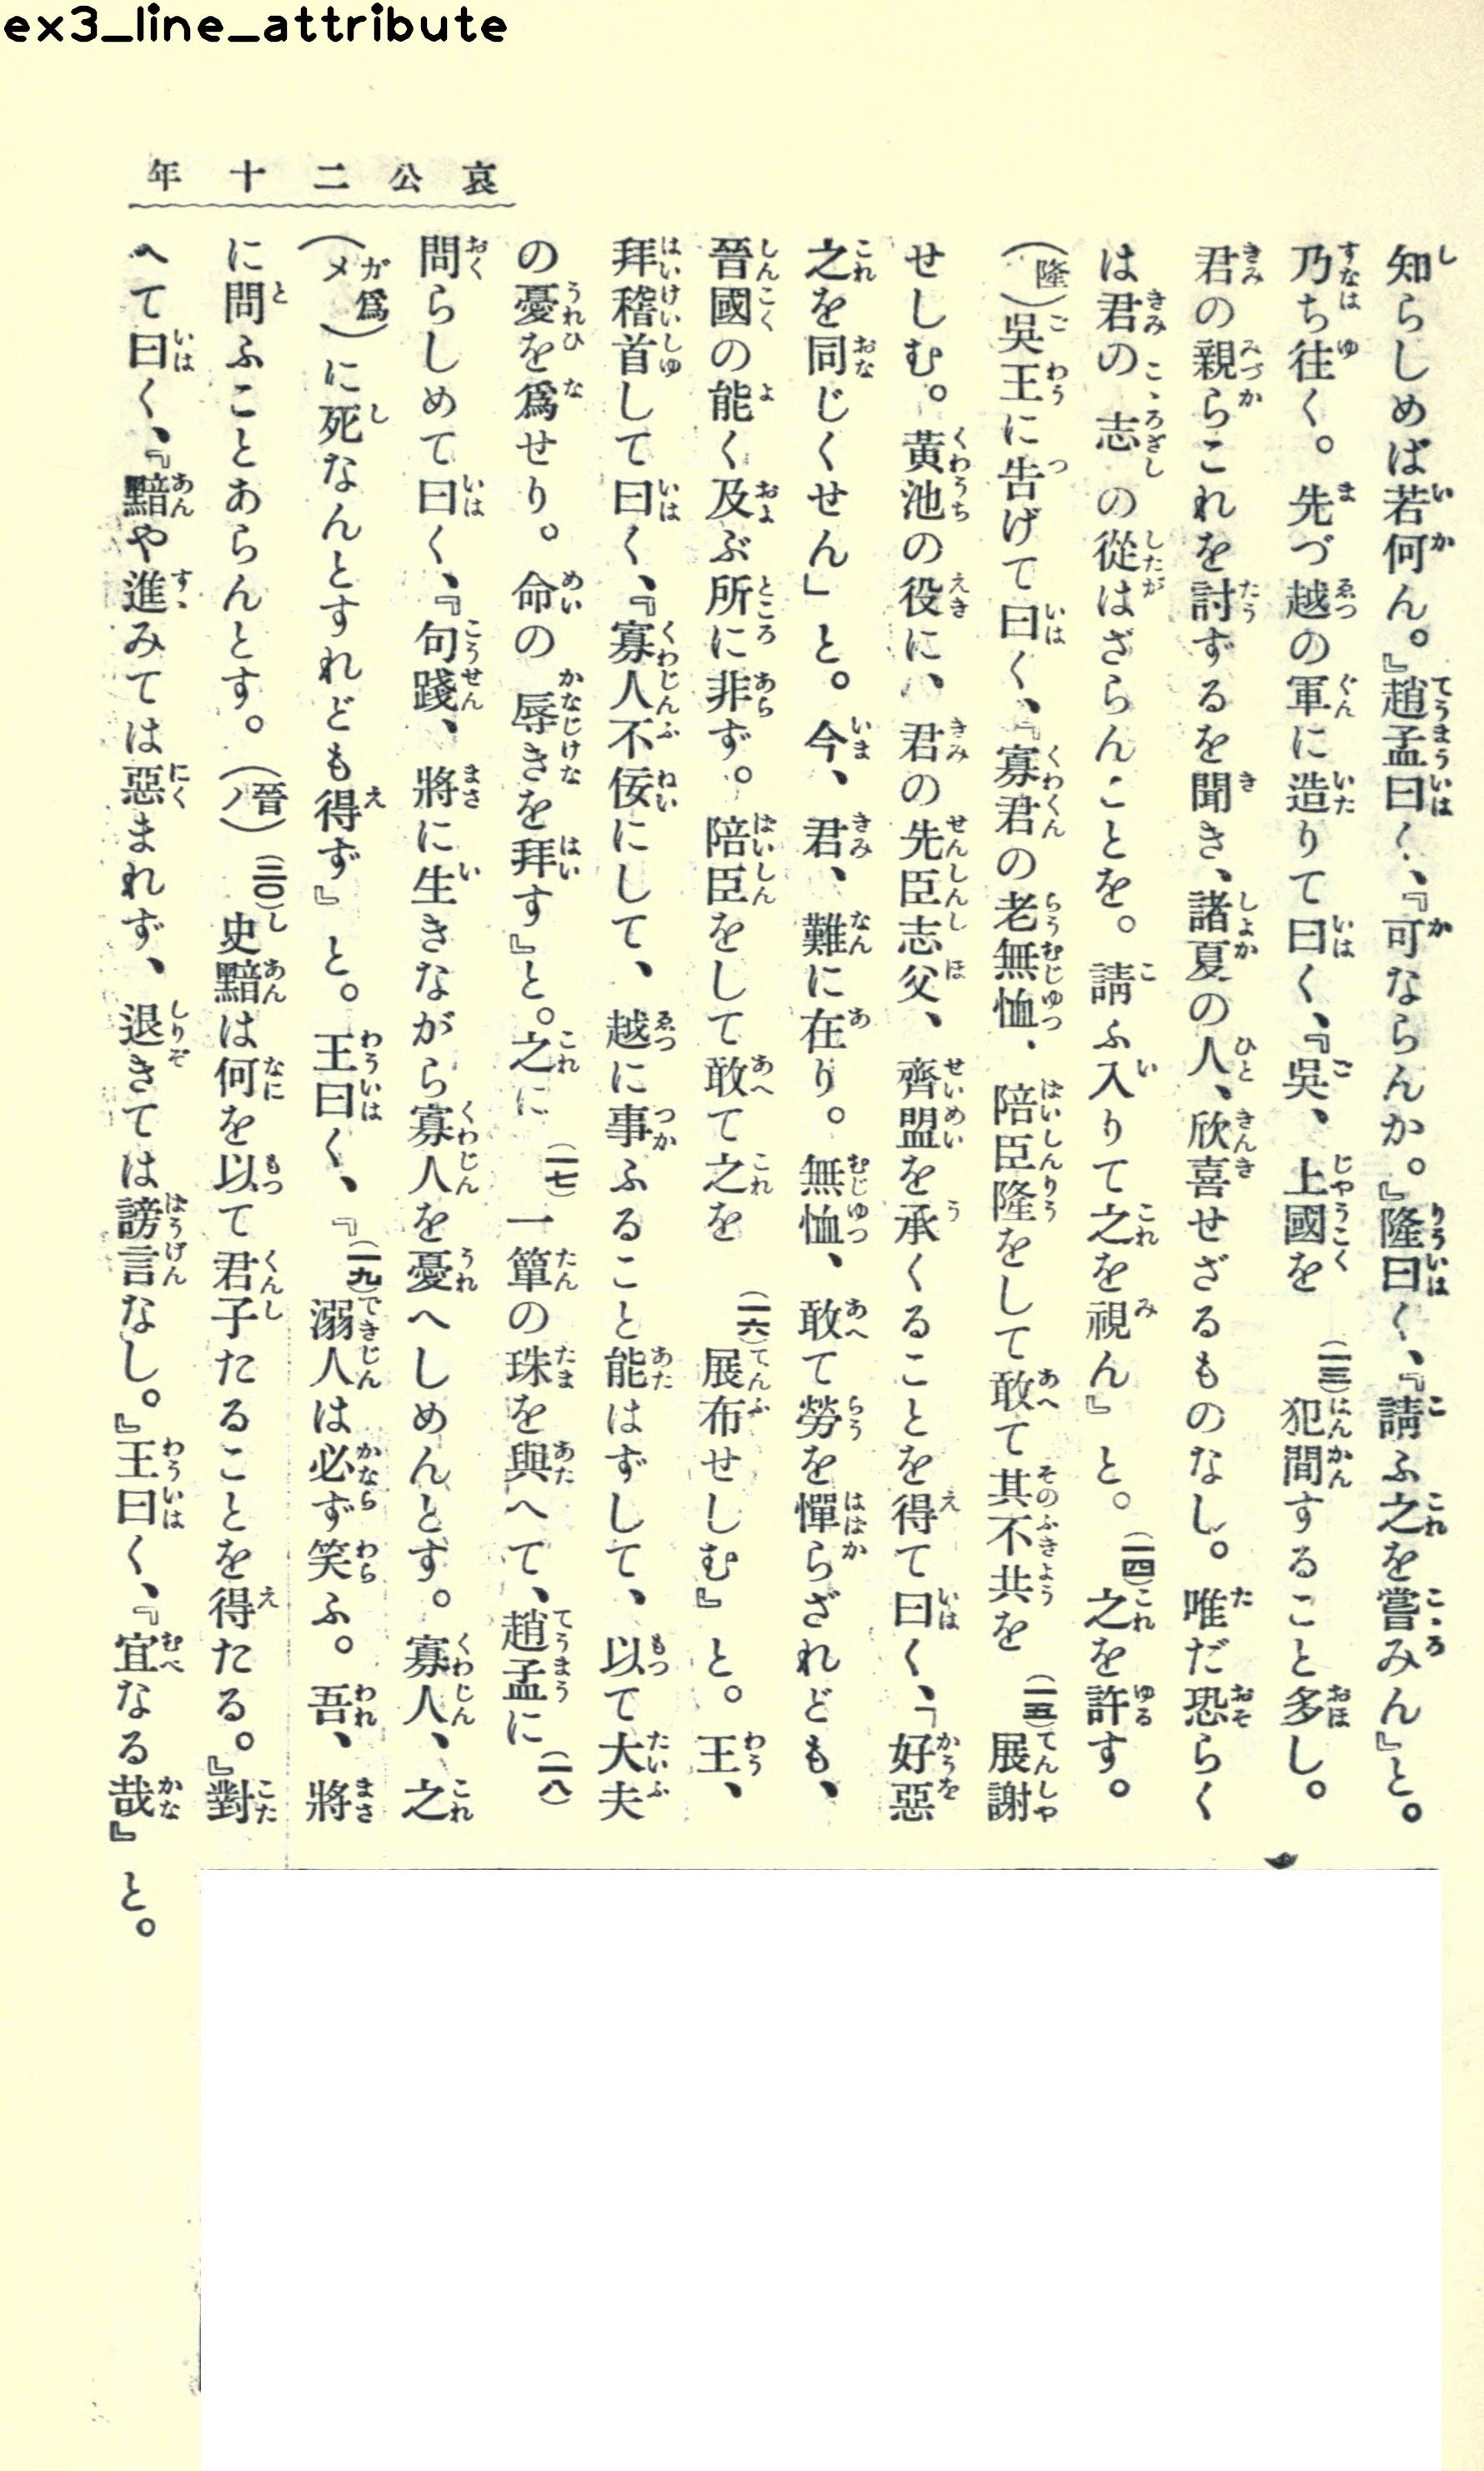 ex3_line_attribute
哀公二十年
知らしめば若何ん。』趙孟曰く、『可ならんか。』隆曰く、『請ふ之を嘗みん』と。
乃ち往く。先づ越の軍に造りて曰く、『吳、上國を(一三)犯間すること多し。
君の親らこれを討ずるを聞き、諸夏の人、欣喜せざるものなし。唯だ恐らく
は君の志の從はざらんことを。請ふ入りて之を視ん』と。(一四)之を許す。
(隆)吳王に告げて曰く、『寡君の老無恤、陪臣隆をして敢て其不共を(一五)展謝
せしむ。黃池の役に、君の先臣志父、齊盟を承くることを得て曰く、「好惡
之を同じくせん」と。今、君、難に在り。無恤、敢て勞を憚らざれども、
晉國の能く及ぶ所に非ず。陪臣をして敢て之を(一六)展布せしむ』と。王、
拜稽首して曰く、『寡人不佞にして、越に事ふること能はずして、以て大夫
の憂を爲せり。命の辱きを拜す』と。之に(一七)一簞の珠を與へて、趙孟に(一八)
問らしめて曰く、『句踐、將に生きながら寡人を憂へしめんとす。寡人、之
(ガ爲メ)に死なんとすれども得ず』と。王曰く、『(一九)溺人は必ず笑ふ。吾、將
に問ふことあらんとす。(晉ノ)(二〇)史黯は何を以て君子たることを得たる。』對
へて曰く、『黯や進みては惡まれず、退きては謗言なし。』王曰く、『宜なる哉』と。